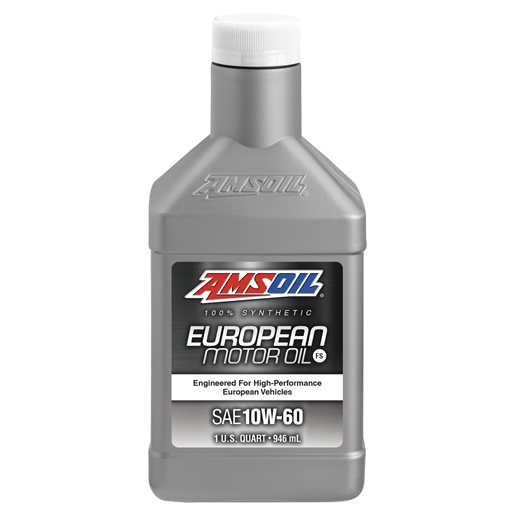 AMSOIL
AMSOIL®
100% SYNTHETIC
EUROPEAN
MOTOR OIL FS
Engineered For High-Performance
European Vehicles
SAE 10W-60
1 U.S. QUART • 946 mL